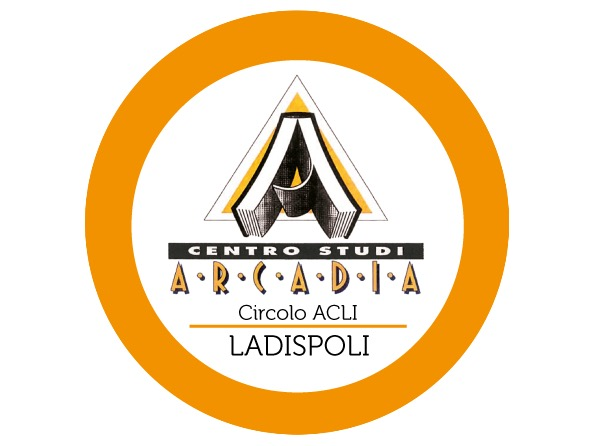 CENTRO STUDI
A·R·C·A·D·I·A
Circolo ACLI
LADISPOLI